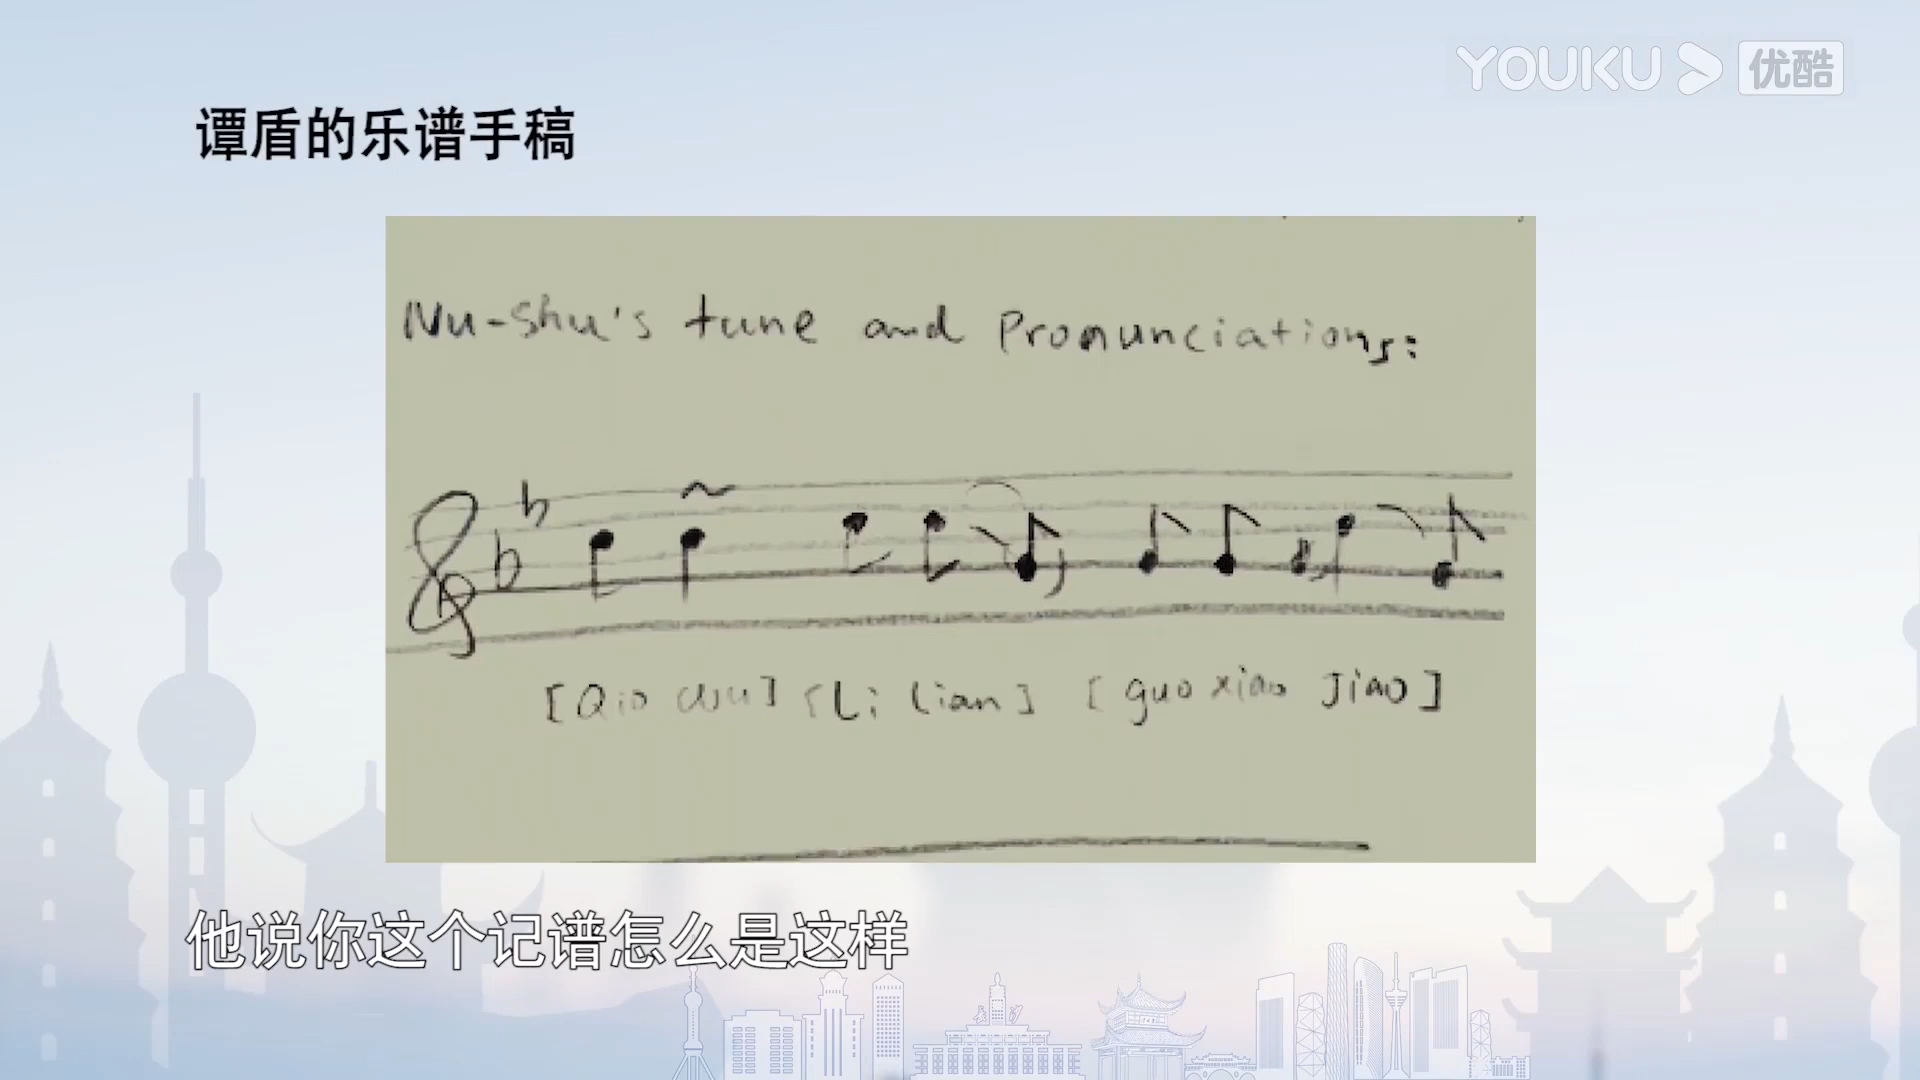 YOUKU 优酷
谭盾的乐谱手稿
Nu-shu's tune and Pronunciations:
[Qio] [Li lian] [guo xiao Jiao]
他说你这个记谱怎么是这样